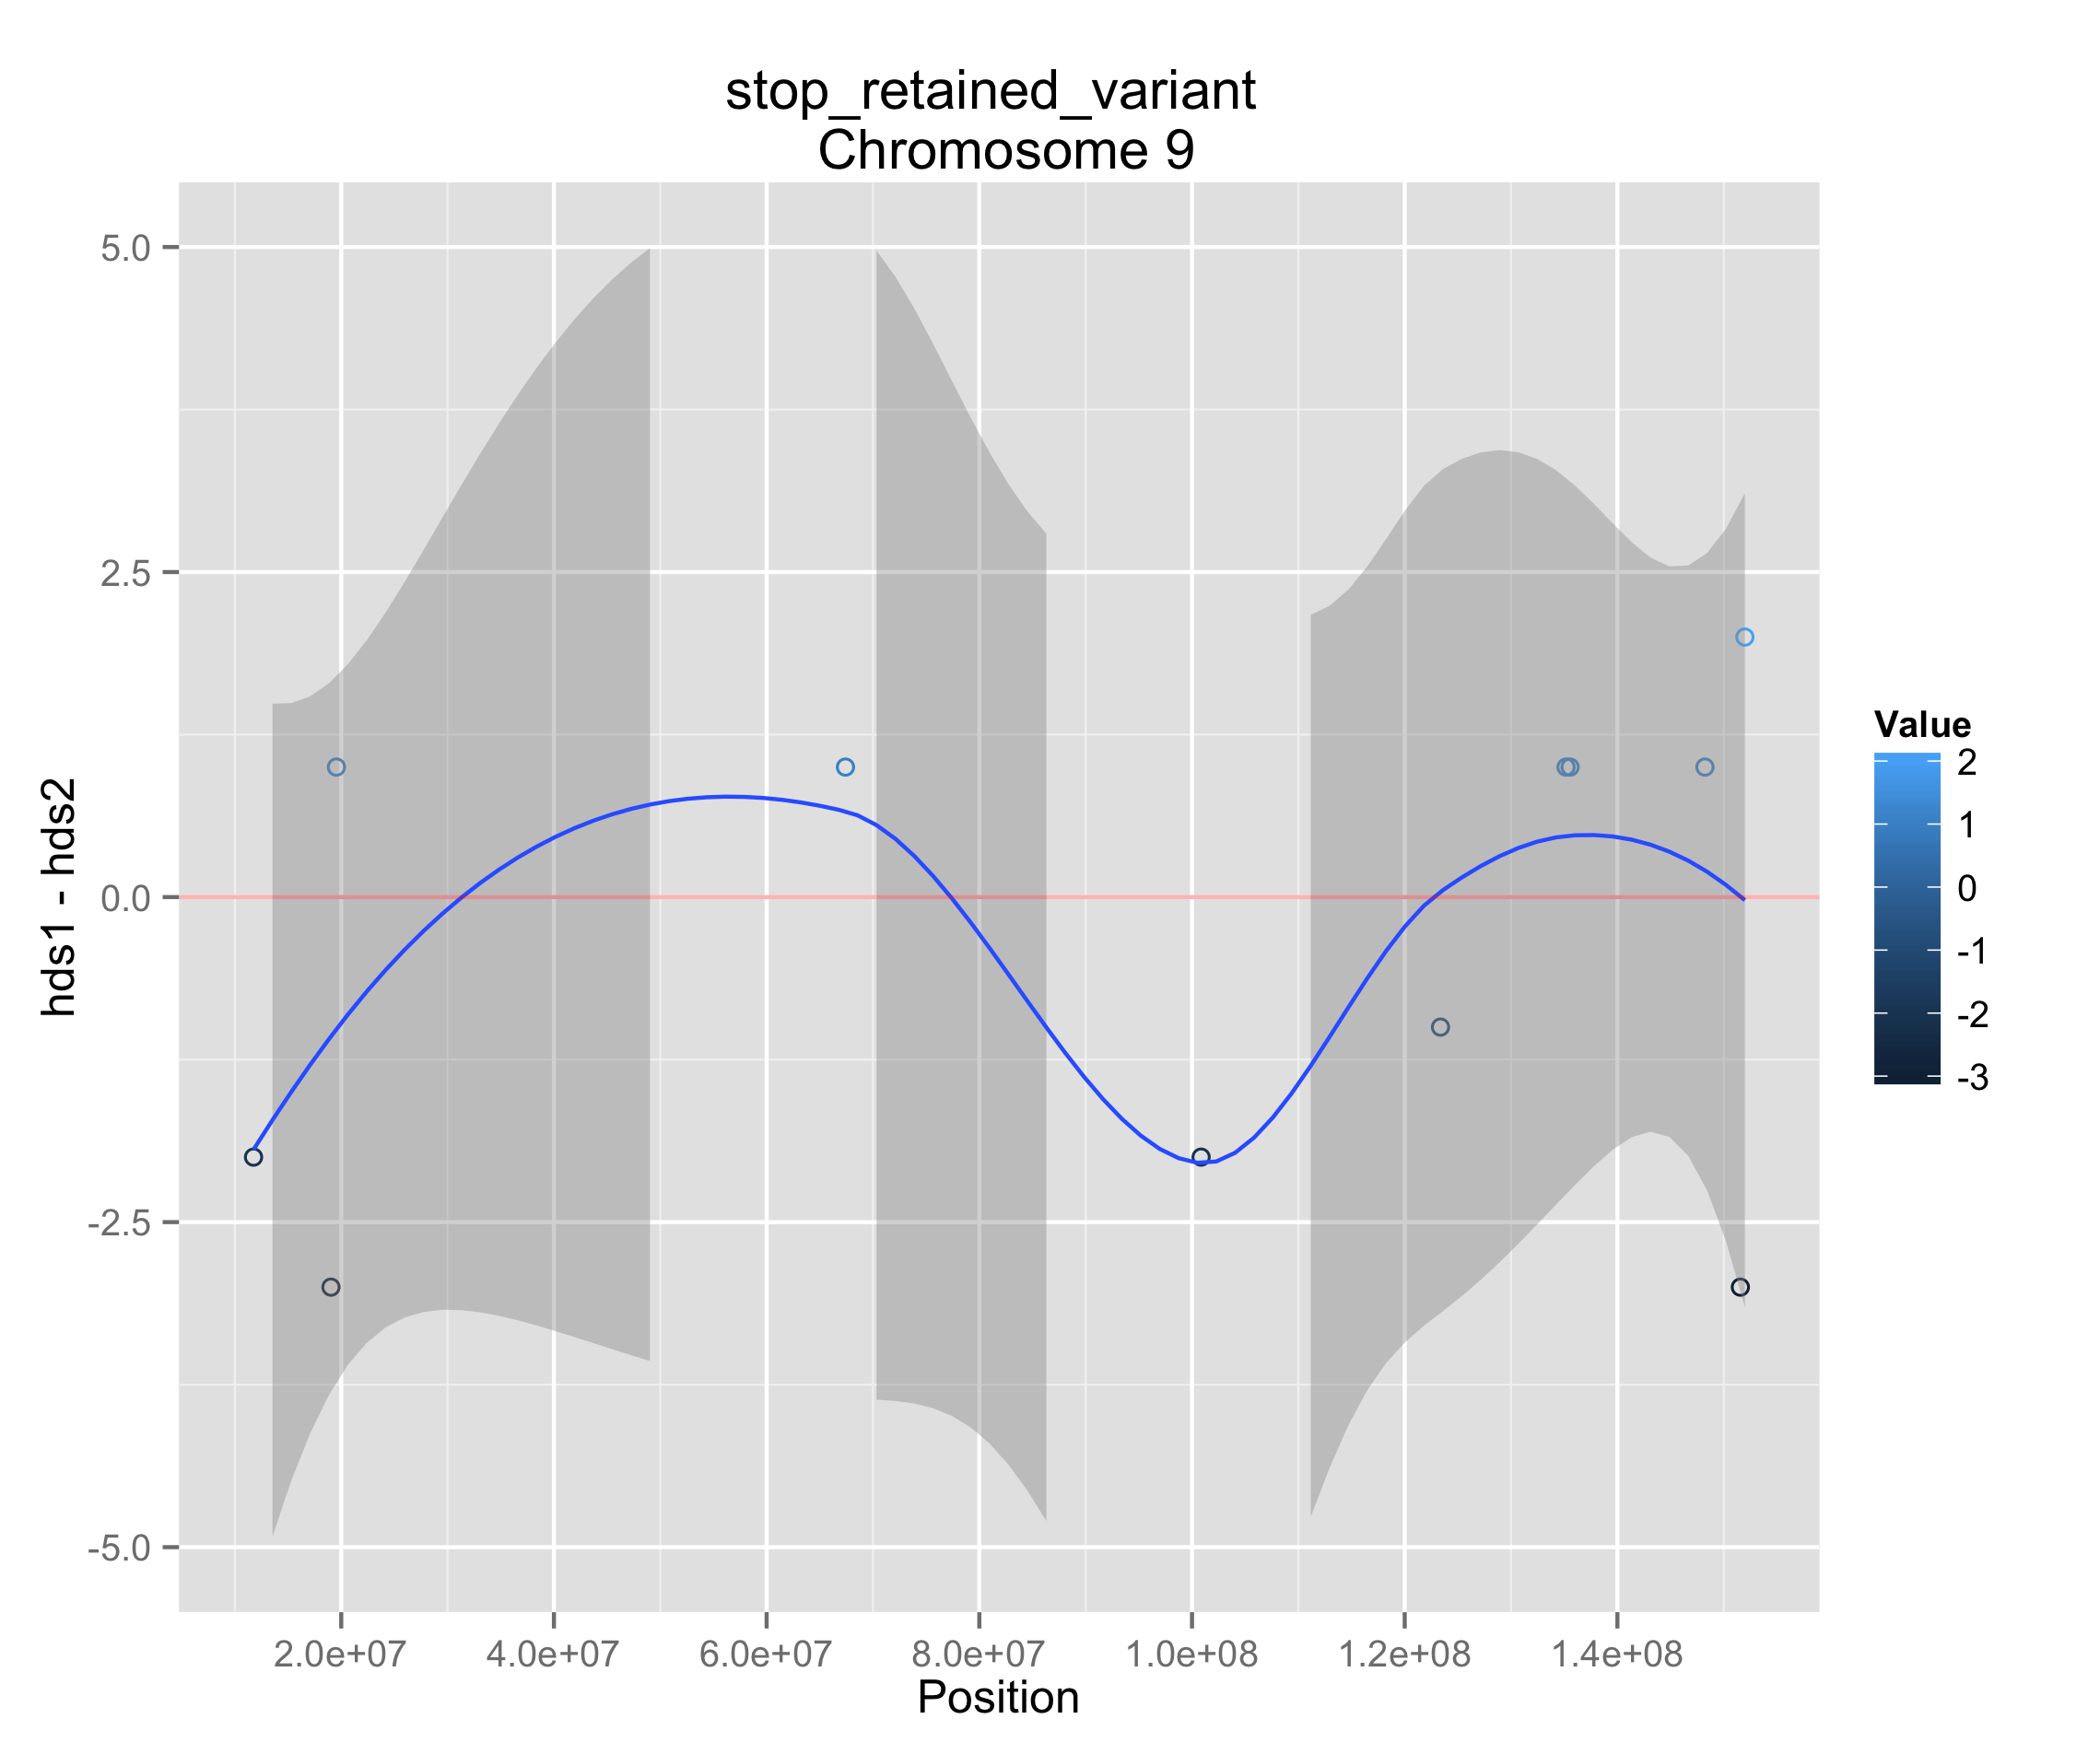 stop_retained_variant
Chromosome 9
hds1 - hds2
5.0
2.5
0.0
-2.5
-5.0
2.0e+07 4.0e+07 6.0e+07 8.0e+07 1.0e+08 1.2e+08 1.4e+08
Position
Value
2
1
0
-1
-2
-3